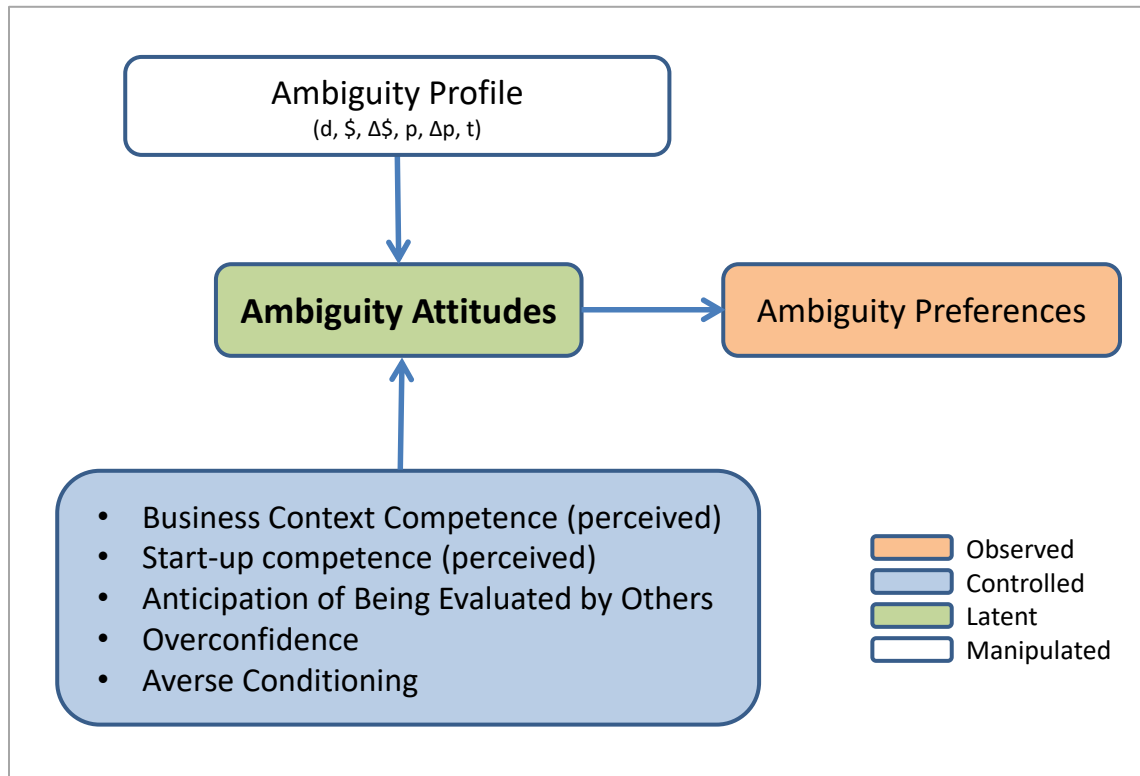 Ambiguity Profile
(d, $, Δ$, p, Δp, t)
Ambiguity Attitudes
Ambiguity Preferences
• Business Context Competence (perceived)
• Start-up competence (perceived)
• Anticipation of Being Evaluated by Others
• Overconfidence
• Averse Conditioning
Observed
Controlled
Latent
Manipulated